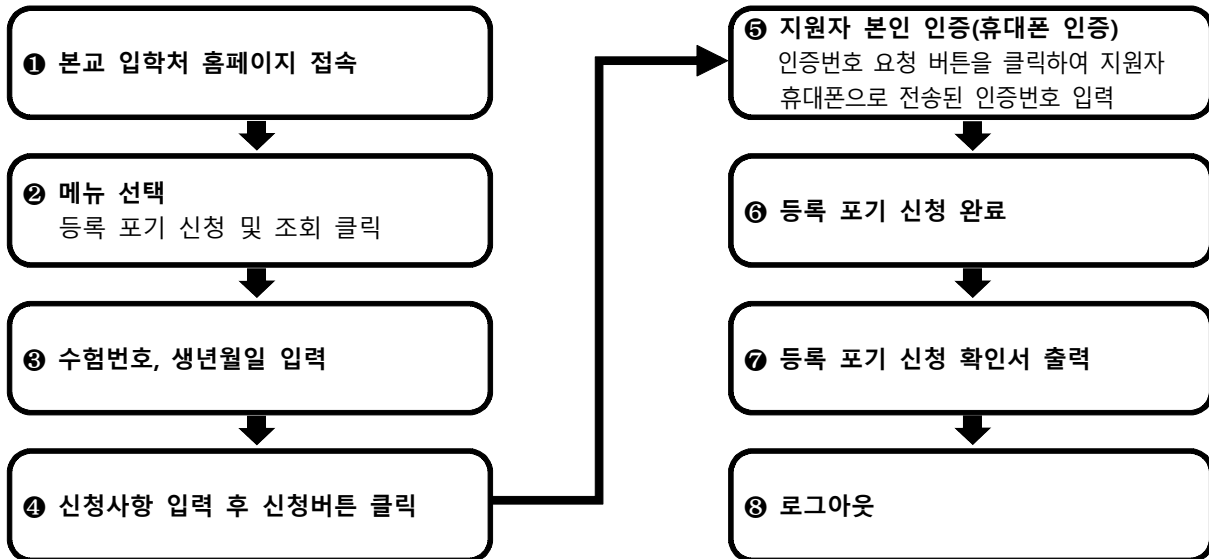 ❶ 본교 입학처 홈페이지 접속
❷ 메뉴 선택
등록 포기 신청 및 조회 클릭
❸ 수험번호, 생년월일 입력
❹ 신청사항 입력 후 신청버튼 클릭
❺ 지원자 본인 인증(휴대폰 인증)
인증번호 요청 버튼을 클릭하여 지원자
휴대폰으로 전송된 인증번호 입력
❻ 등록 포기 신청 완료
❼ 등록 포기 신청 확인서 출력
❽ 로그아웃